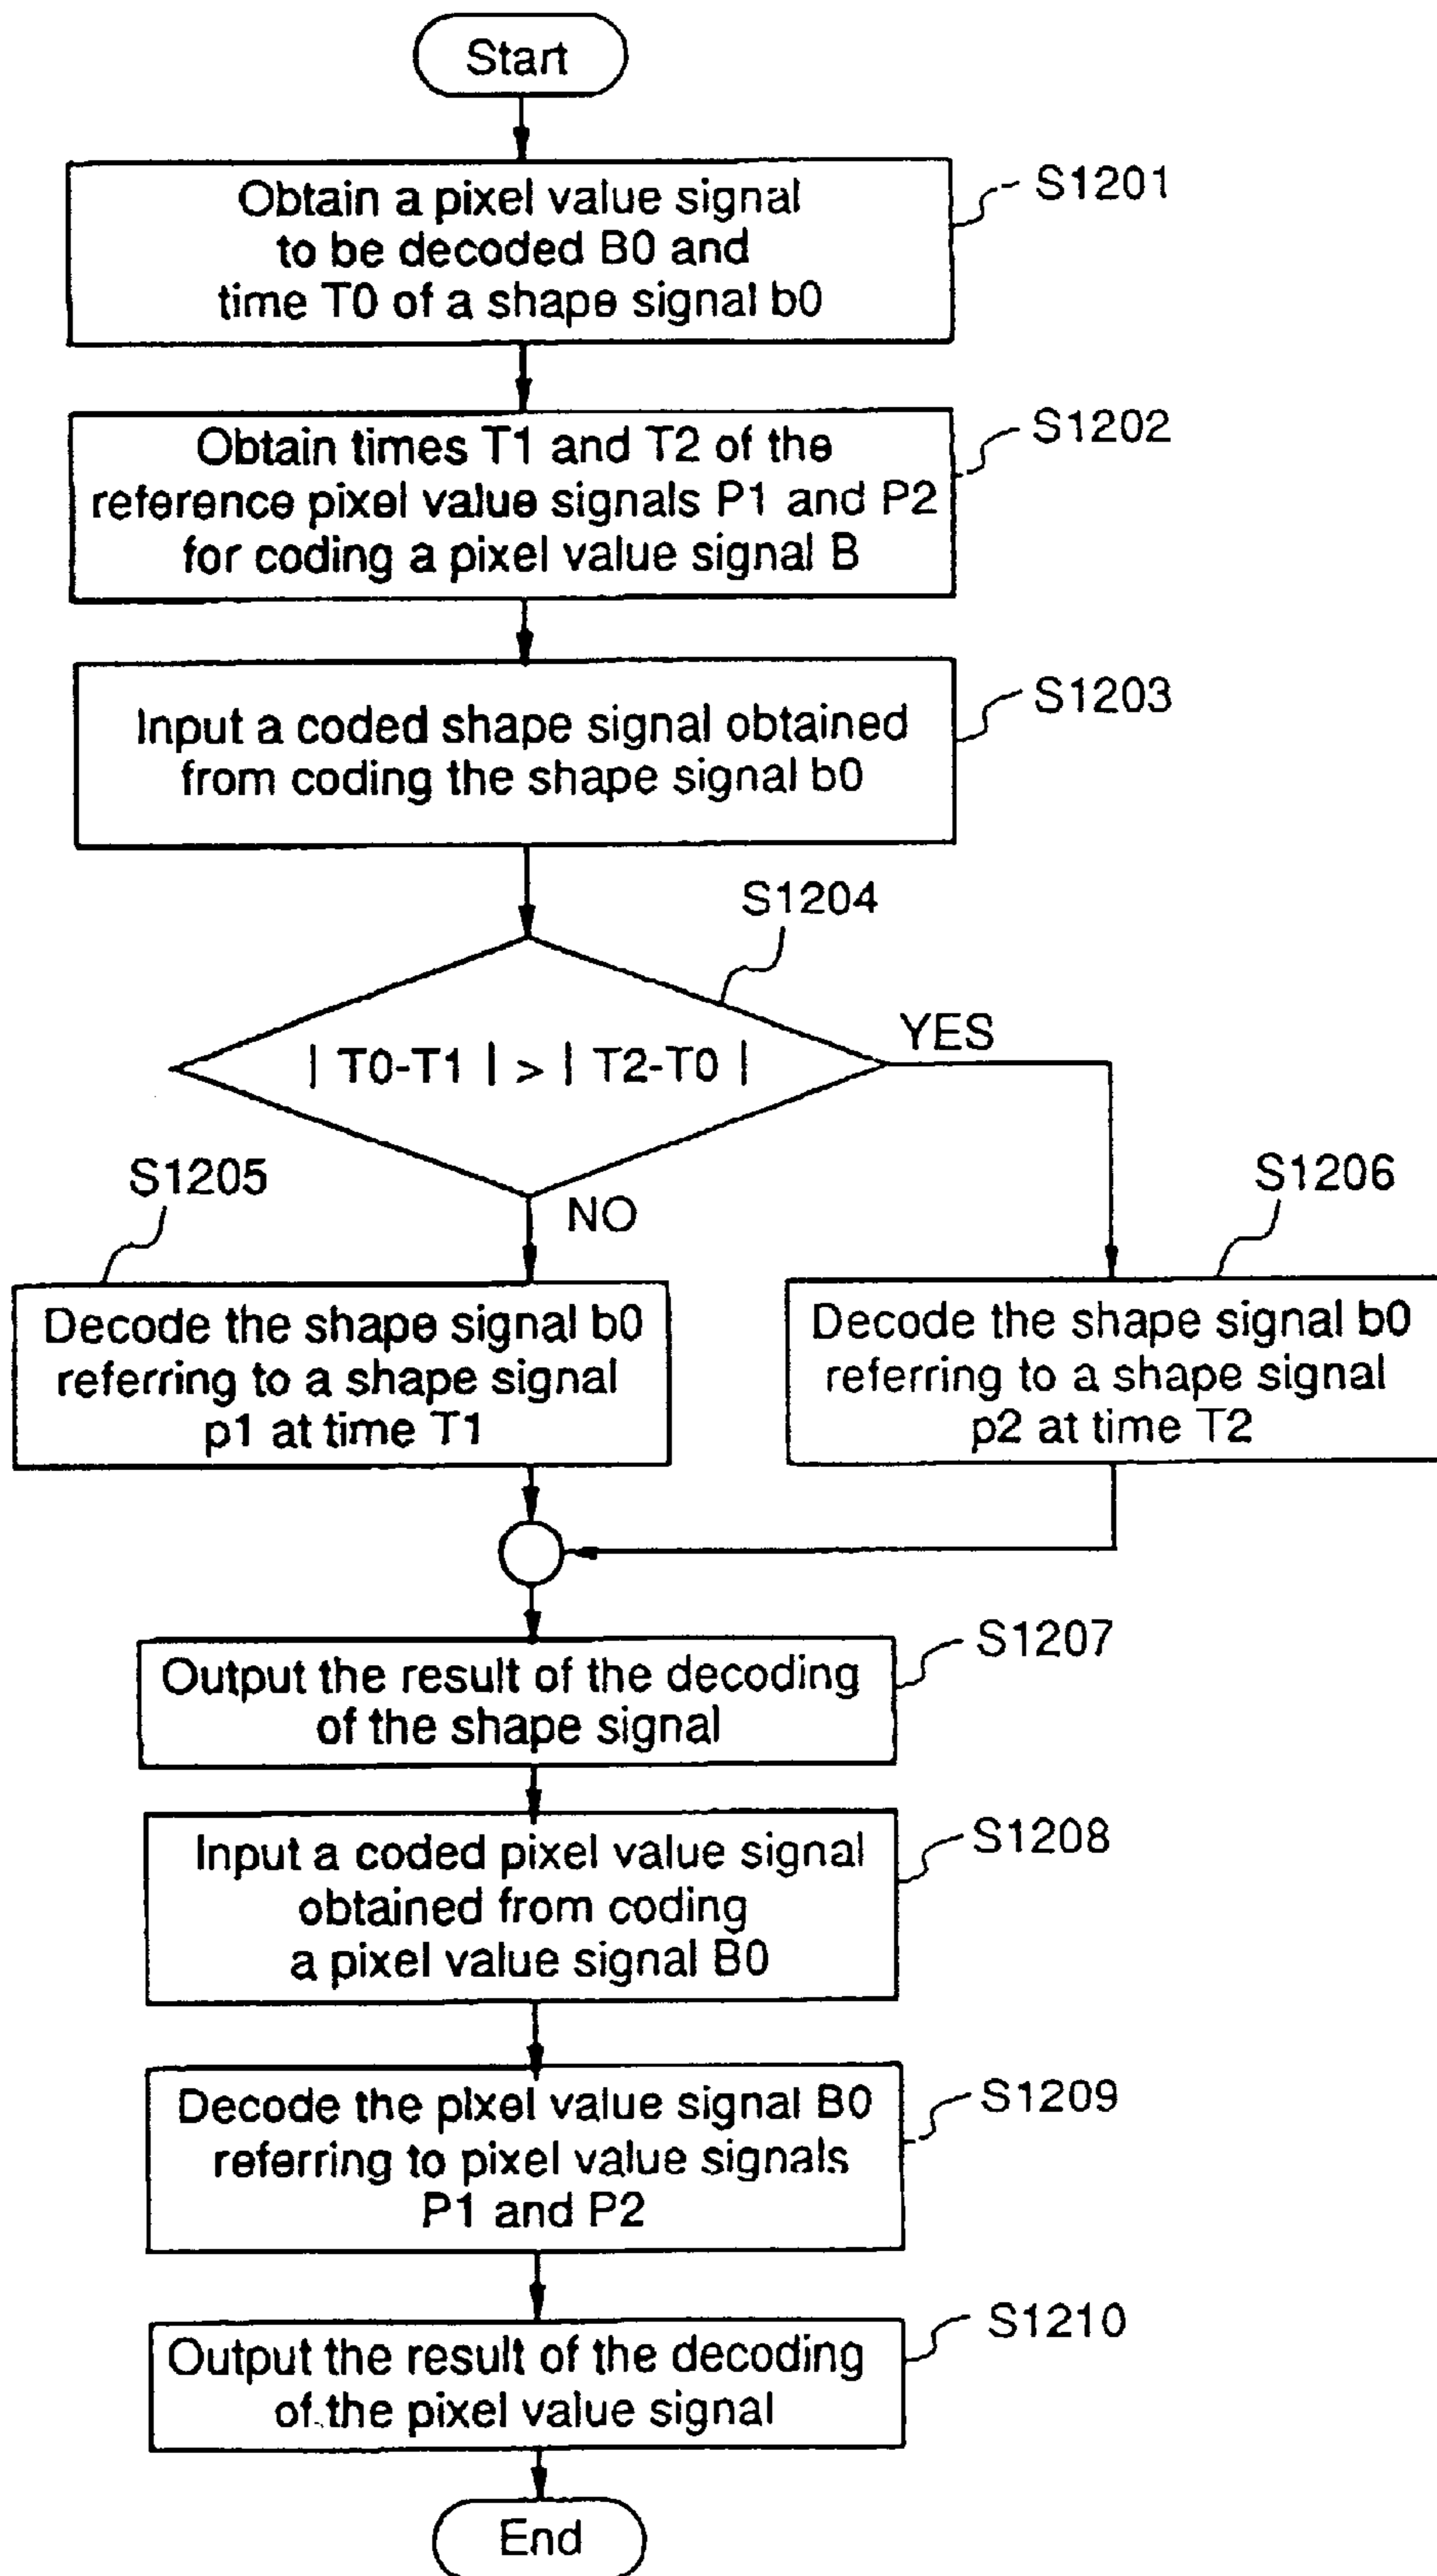 Start
Obtain a pixel value signal
to be decoded B0 and
time T0 of a shape signal b0
S1201
Obtain times T1 and T2 of the
reference pixel value signals P1 and P2
for coding a pixel value signal B
S1202
Input a coded shape signal obtained
from coding the shape signal b0
S1203
S1204
| T0-T1 | > | T2-T0 |
YES
NO
S1205
Decode the shape signal b0
referring to a shape signal
p1 at time T1
S1206
Decode the shape signal b0
referring to a shape signal
p2 at time T2
Output the result of the decoding
of the shape signal
S1207
Input a coded pixel value signal
obtained from coding
a pixel value signal B0
S1208
Decode the pixel value signal B0
referring to pixel value signals
P1 and P2
S1209
Output the result of the decoding
of the pixel value signal
S1210
End